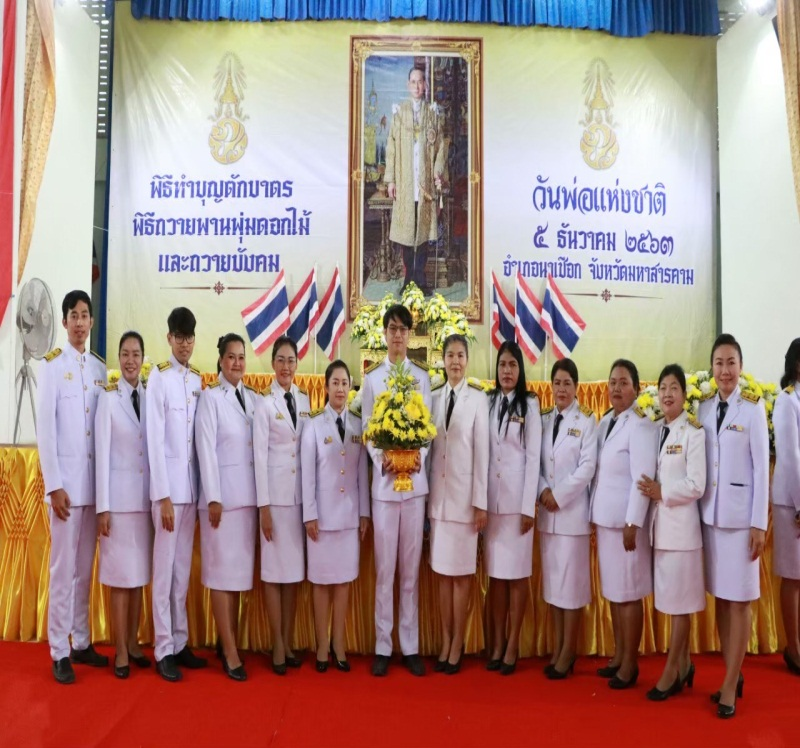 พิธีทำบุญตักบาตร
พิธีถวายพานพุ่มดอกไม้
และถวายบังคม
วันพ่อแห่งชาติ
๕ ธันวาคม ๒๕๖๓
อำเภอนาเชือก จังหวัดมหาสารคาม